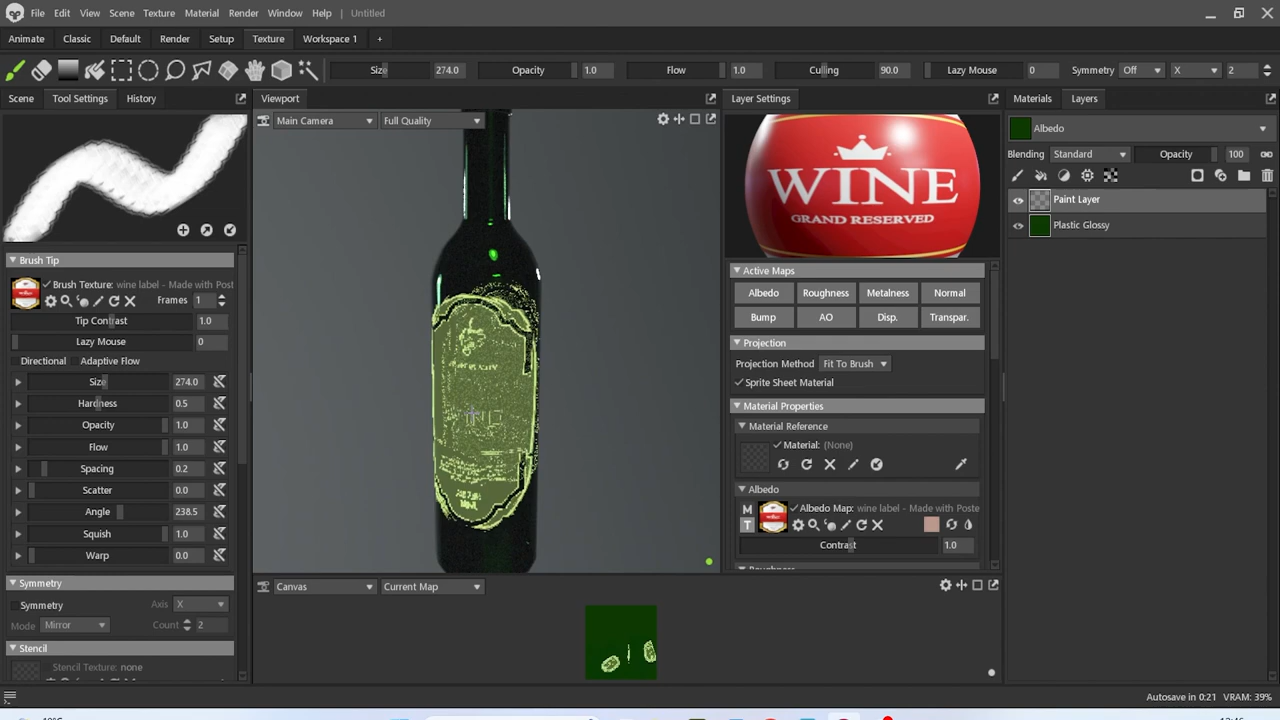 File Edit View Scene Texture Material Render Window Help Untitled
Animate Classic Default Render Setup Texture Workspace 1 +
Size 274.0 Opacity 1.0 Flow 1.0 Culling 90.0 Lazy Mouse 0 Symmetry Off X 2
Scene Tool Settings History
Viewport
Layer Settings
Materials Layers
Main Camera Full Quality
Albedo
Blending Standard Opacity 100
Paint Layer
Plastic Glossy
WINE
GRAND RESERVED
Brush Tip
Brush Texture: wine label - Made with Post
Frames 1
Tip Contrast 1.0
Lazy Mouse 0
Directional Adaptive Flow
Size 274.0
Hardness 0.5
Opacity 1.0
Flow 1.0
Spacing 0.2
Scatter 0.0
Angle 238.5
Squish 1.0
Warp 0.0
Symmetry
Symmetry Axis X
Mode Mirror Count 2
Stencil
Stencil Texture: none
Active Maps
Albedo Roughness Metalness Normal
Bump AO Disp. Transpar.
Projection
Projection Method Fit To Brush
Sprite Sheet Material
Material Properties
Material Reference
Material: (None)
Albedo
M
T
Albedo Map: wine label - Made with Poste
Contrast 1.0
Canvas Current Map
Autosave in 0:21 VRAM: 39%